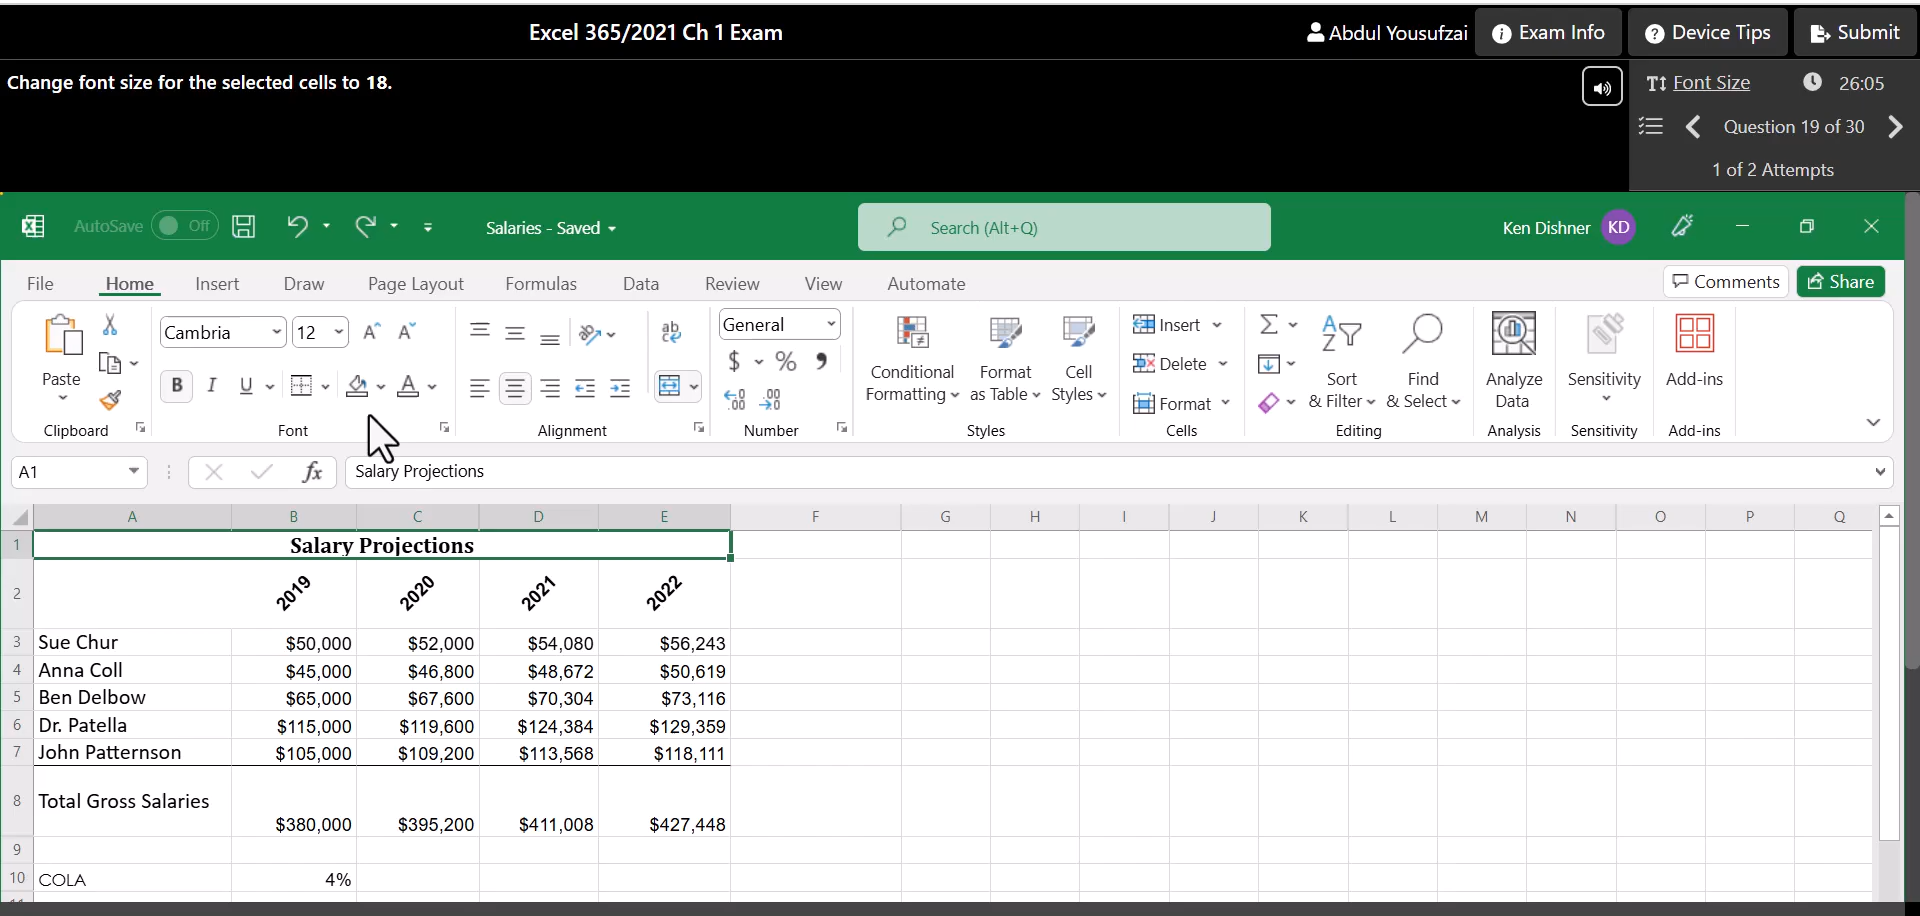 Excel 365/2021 Ch 1 Exam
Abdul Yousufzai
Exam Info
Device Tips
Submit
Change font size for the selected cells to 18.
Font Size
26:05
Question 19 of 30
1 of 2 Attempts
AutoSave Off
Salaries - Saved
Search (Alt+Q)
Ken Dishner KD
File Home Insert Draw Page Layout Formulas Data Review View Automate
Comments
Share
Paste
Clipboard
Cambria 12
B I U
Font
ab
Alignment
General
$ % 9
Number
Conditional Formatting
Format as Table
Cell Styles
Styles
Insert
Delete
Format
Cells
Sort & Filter
Find & Select
Editing
Analyze Data
Analysis
Sensitivity
Sensitivity
Add-ins
Add-ins
A1 fx Salary Projections
A B C D E F G H I J K L M N O P Q
1 Salary Projections
2 2019 2020 2021 2022
3 Sue Chur $50,000 $52,000 $54,080 $56,243
4 Anna Coll $45,000 $46,800 $48,672 $50,619
5 Ben Delbow $65,000 $67,600 $70,304 $73,116
6 Dr. Patella $115,000 $119,600 $124,384 $129,359
7 John Patternson $105,000 $109,200 $113,568 $118,111
8 Total Gross Salaries $380,000 $395,200 $411,008 $427,448
9
10 COLA 4%